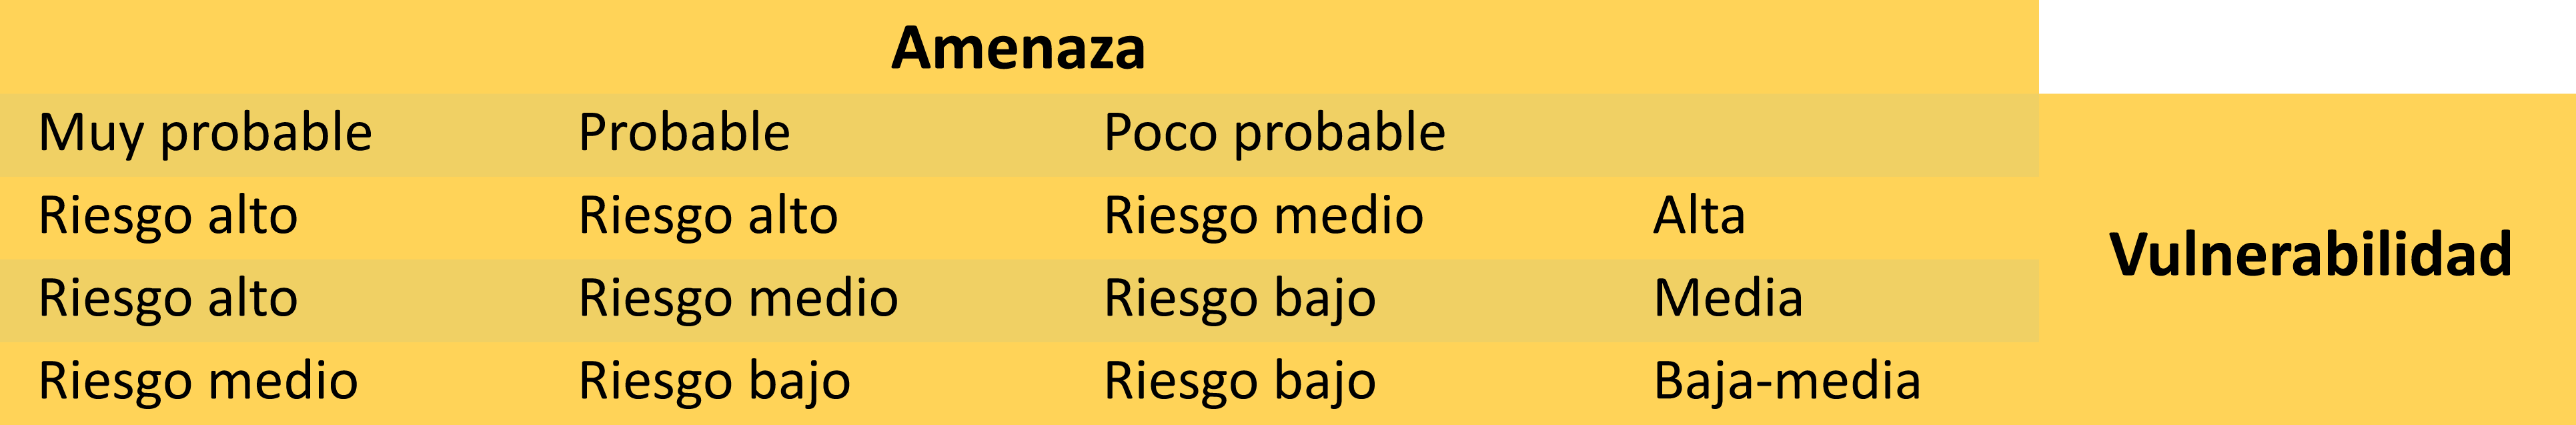 Amenaza
Muy probable Probable Poco probable
Riesgo alto Riesgo alto Riesgo medio Alta
Vulnerabilidad
Riesgo alto Riesgo medio Riesgo bajo Media
Riesgo medio Riesgo bajo Riesgo bajo Baja-media